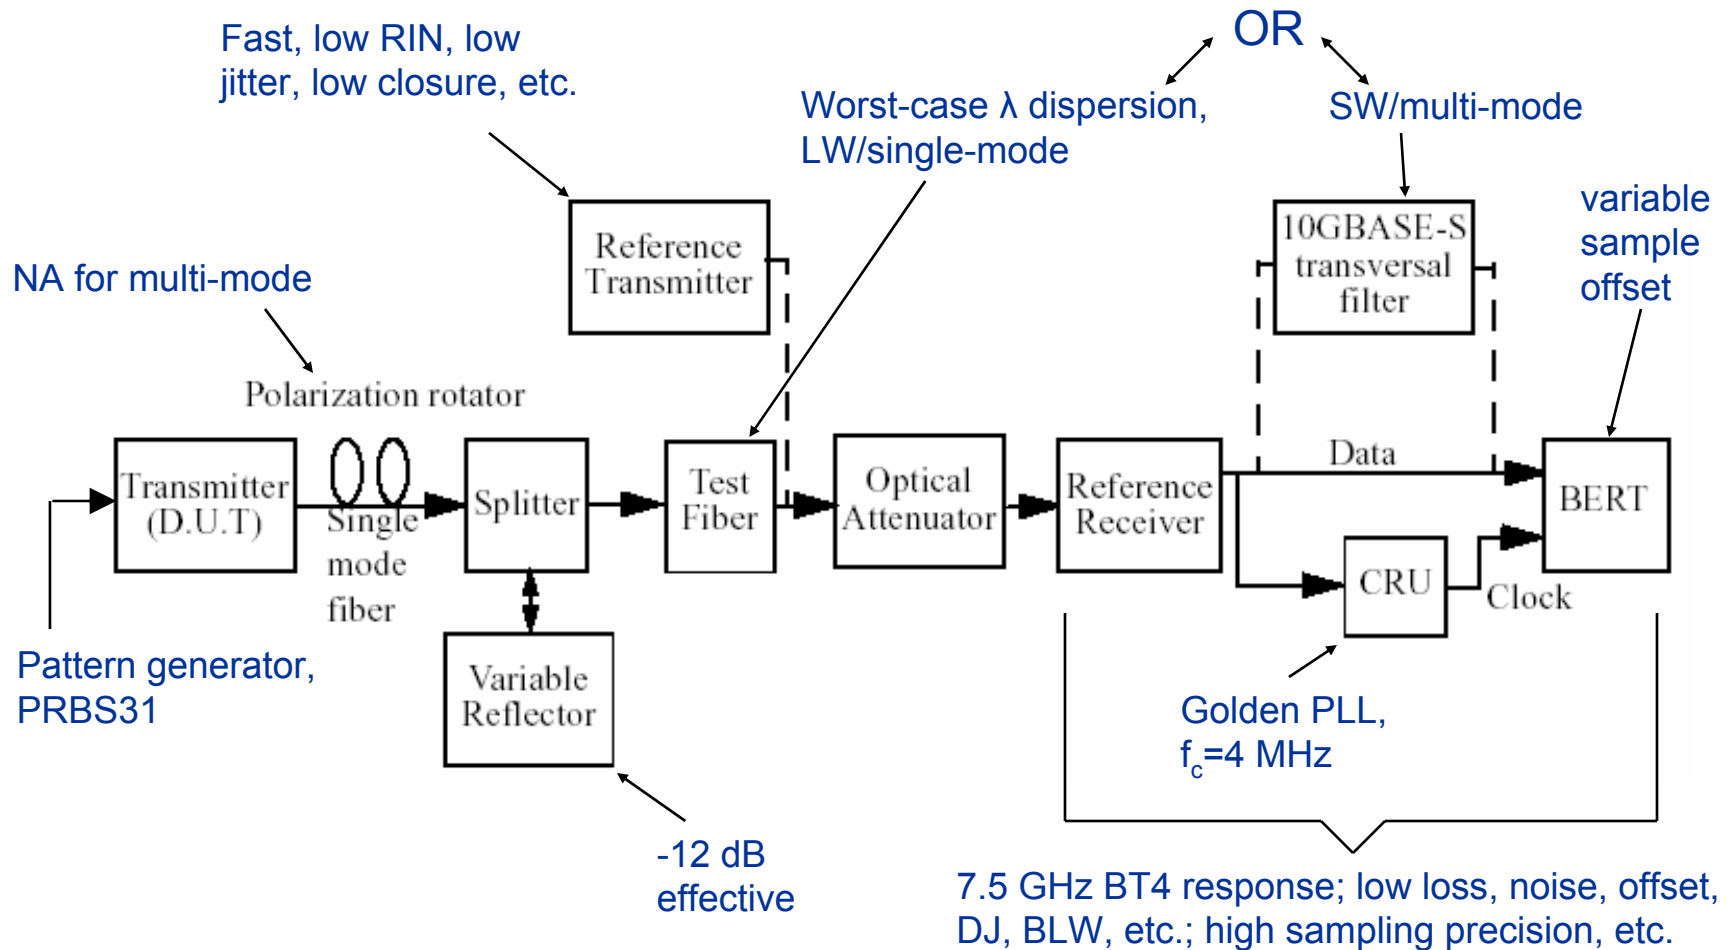 Fast, low RIN, low
jitter, low closure, etc.
OR
Worst-case λ dispersion,
LW/single-mode
SW/multi-mode
variable
sample
offset
NA for multi-mode
Reference
Transmitter
10GBASE-S
transversal
filter
Polarization rotator
Transmitter
(D.U.T)
Single
mode
fiber
Splitter
Test
Fiber
Optical
Attenuator
Reference
Receiver
Data
BERT
CRU
Clock
Pattern generator,
PRBS31
Variable
Reflector
Golden PLL,
fc=4 MHz
-12 dB
effective
7.5 GHz BT4 response; low loss, noise, offset,
DJ, BLW, etc.; high sampling precision, etc.